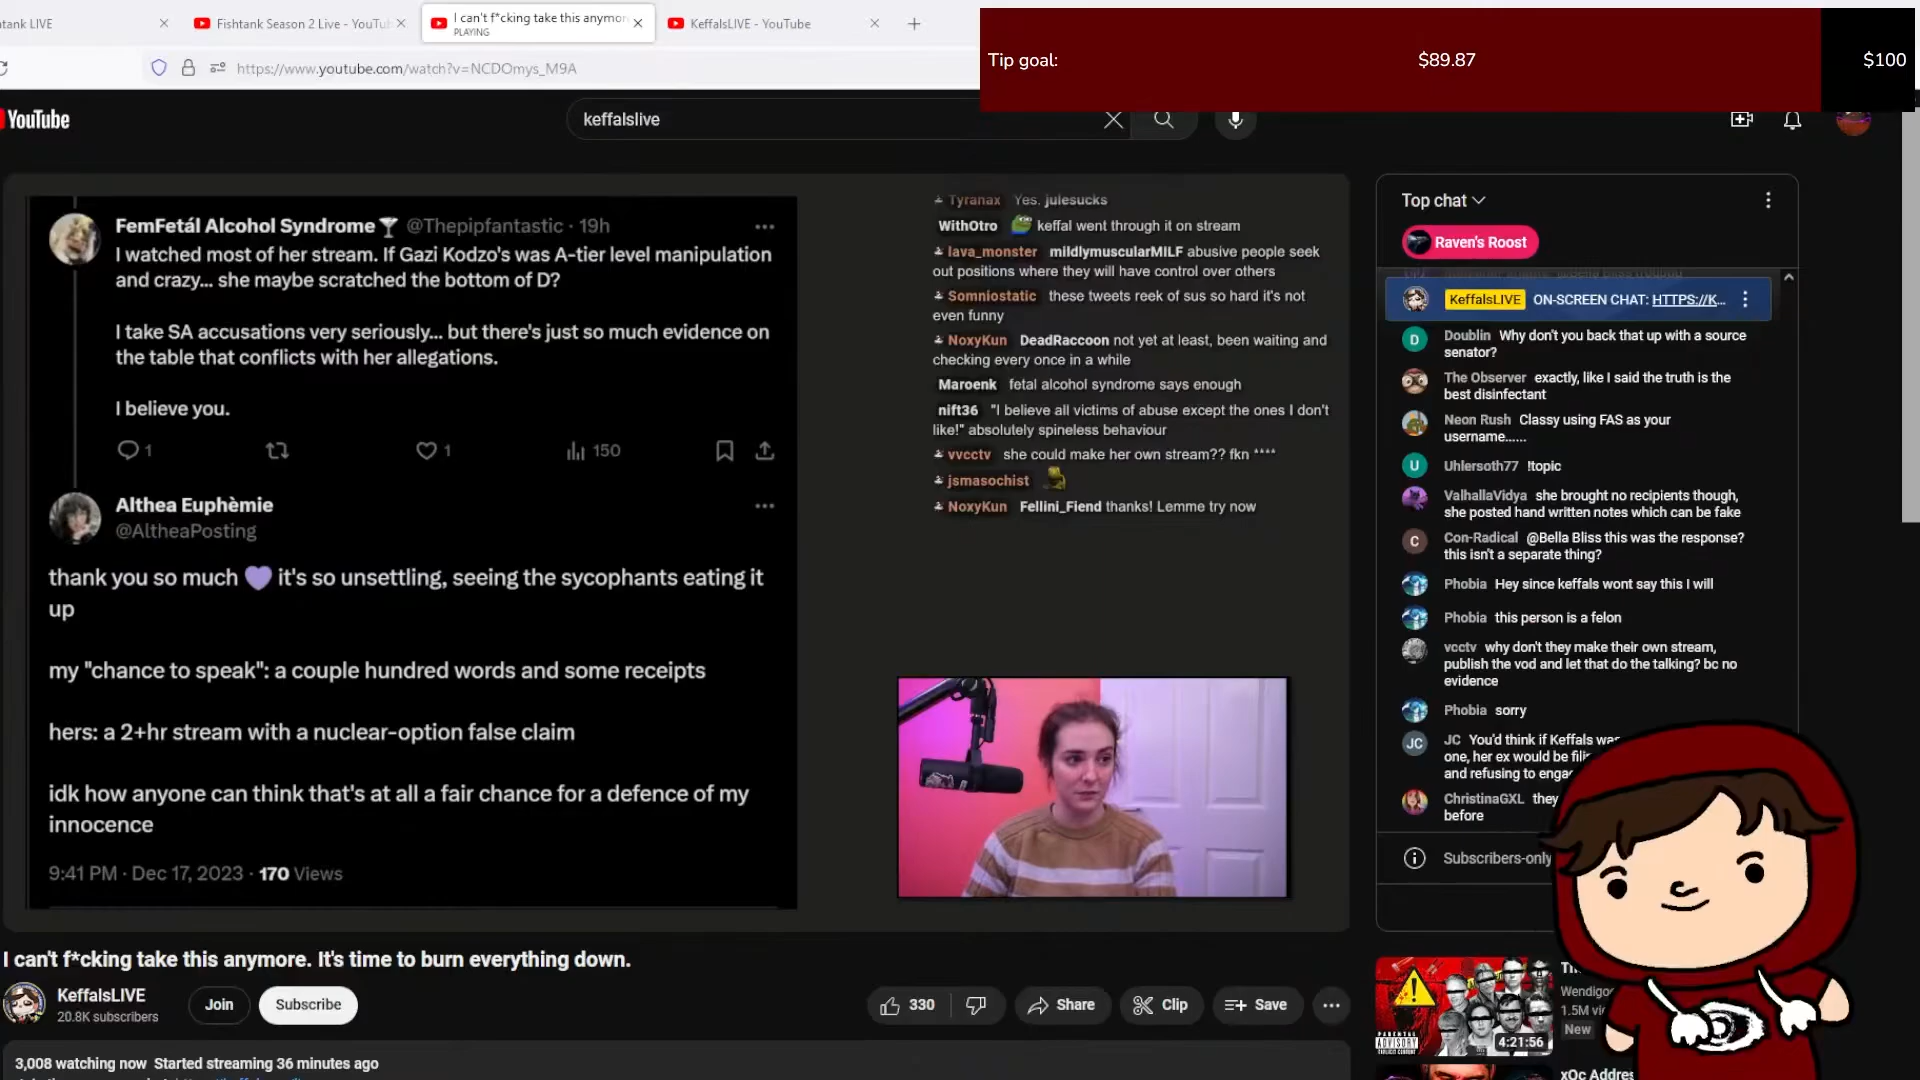 tank LIVE
Fishtank Season 2 Live - YouTu
I can't f*cking take this anymor
PLAYING
KeffalsLIVE - YouTube
https://www.youtube.com/watch?v=NCDOmys_M9A
Tip goal:
$89.87
$100
YouTube
keffalslive
FemFetál Alcohol Syndrome @Thepipfantastic · 19h
I watched most of her stream. If Gazi Kodzo's was A-tier level manipulation
and crazy... she maybe scratched the bottom of D?
I take SA accusations very seriously... but there's just so much evidence on
the table that conflicts with her allegations.
I believe you.
1
1
150
Althea Euphèmie
@AltheaPosting
thank you so much 💜 it's so unsettling, seeing the sycophants eating it
up
my "chance to speak": a couple hundred words and some receipts
hers: a 2+hr stream with a nuclear-option false claim
idk how anyone can think that's at all a fair chance for a defence of my
innocence
9:41 PM · Dec 17, 2023 · 170 Views
Tyranax Yes. julesucks
WithOtro keffal went through it on stream
lava_monster mildlymuscularMILF abusive people seek
out positions where they will have control over others
Somniostatic these tweets reek of sus so hard it's not
even funny
NoxyKun DeadRaccoon not yet at least, been waiting and
checking every once in a while
Maroenk fetal alcohol syndrome says enough
nift36 "I believe all victims of abuse except the ones I don't
like!" absolutely spineless behaviour
vvcctv she could make her own stream?? fkn ****
jsmasochist
NoxyKun Fellini_Fiend thanks! Lemme try now
Top chat
Raven's Roost
KeffalsLIVE ON-SCREEN CHAT: HTTPS://K...
Doublin Why don't you back that up with a source
senator?
The Observer exactly, like I said the truth is the
best disinfectant
Neon Rush Classy using FAS as your
username......
Uhlersoth77 !topic
ValhallaVidya she brought no recipients though,
she posted hand written notes which can be fake
Con-Radical @Bella Bliss this was the response?
this isn't a separate thing?
Phobia Hey since keffals wont say this I will
Phobia this person is a felon
vcctv why don't they make their own stream,
publish the vod and let that do the talking? bc no
evidence
Phobia sorry
JC You'd think if Keffals was
one, her ex would be fili
and refusing to engag
ChristinaGXL they
before
Subscribers-only
I can't f*cking take this anymore. It's time to burn everything down.
KeffalsLIVE
20.8K subscribers
Join
Subscribe
330
Share
Clip
Save
3,008 watching now Started streaming 36 minutes ago
PARENTAL
ADVISORY
4:21:56
Wendigo
1.5M vi
New
xQc Addres